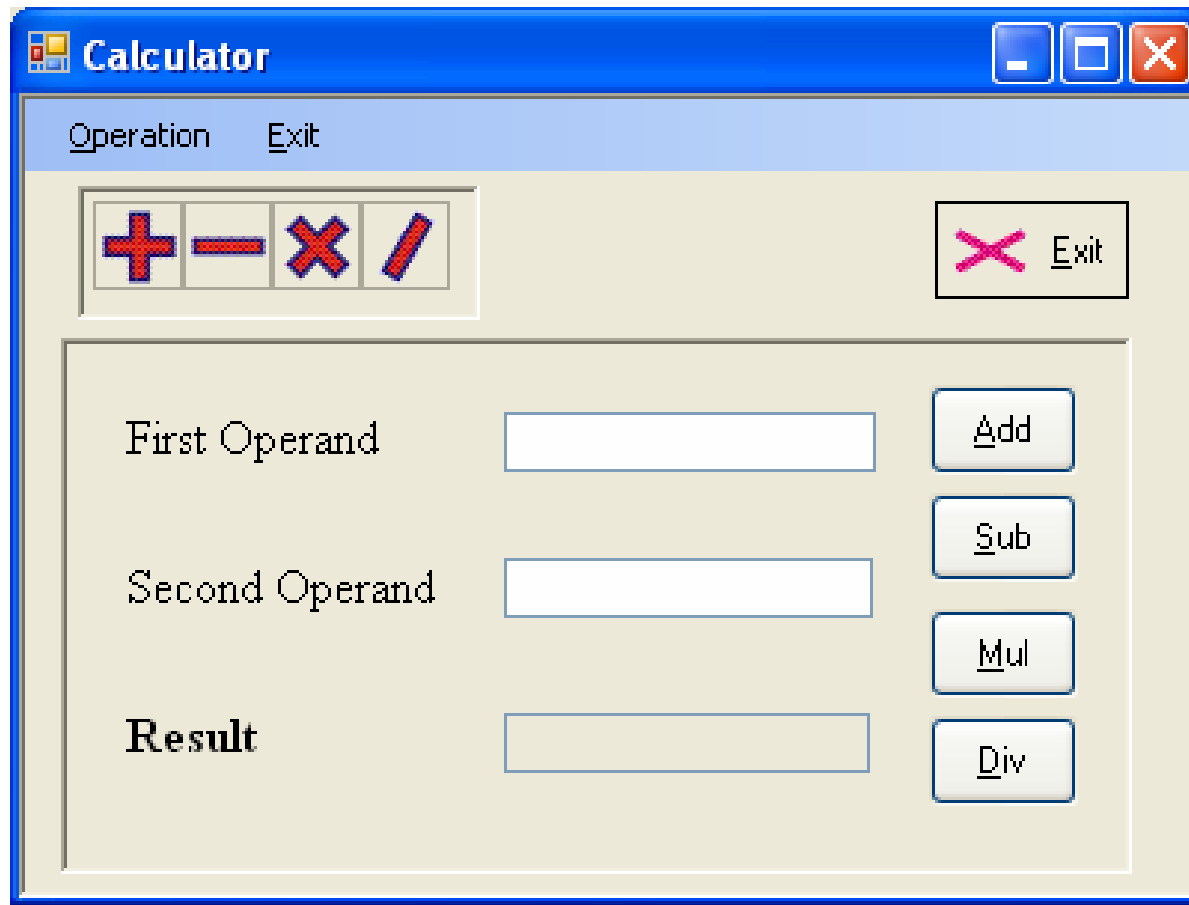 Calculator
Operation Exit
Exit
First Operand
Add
Sub
Second Operand
Mul
Result
Div